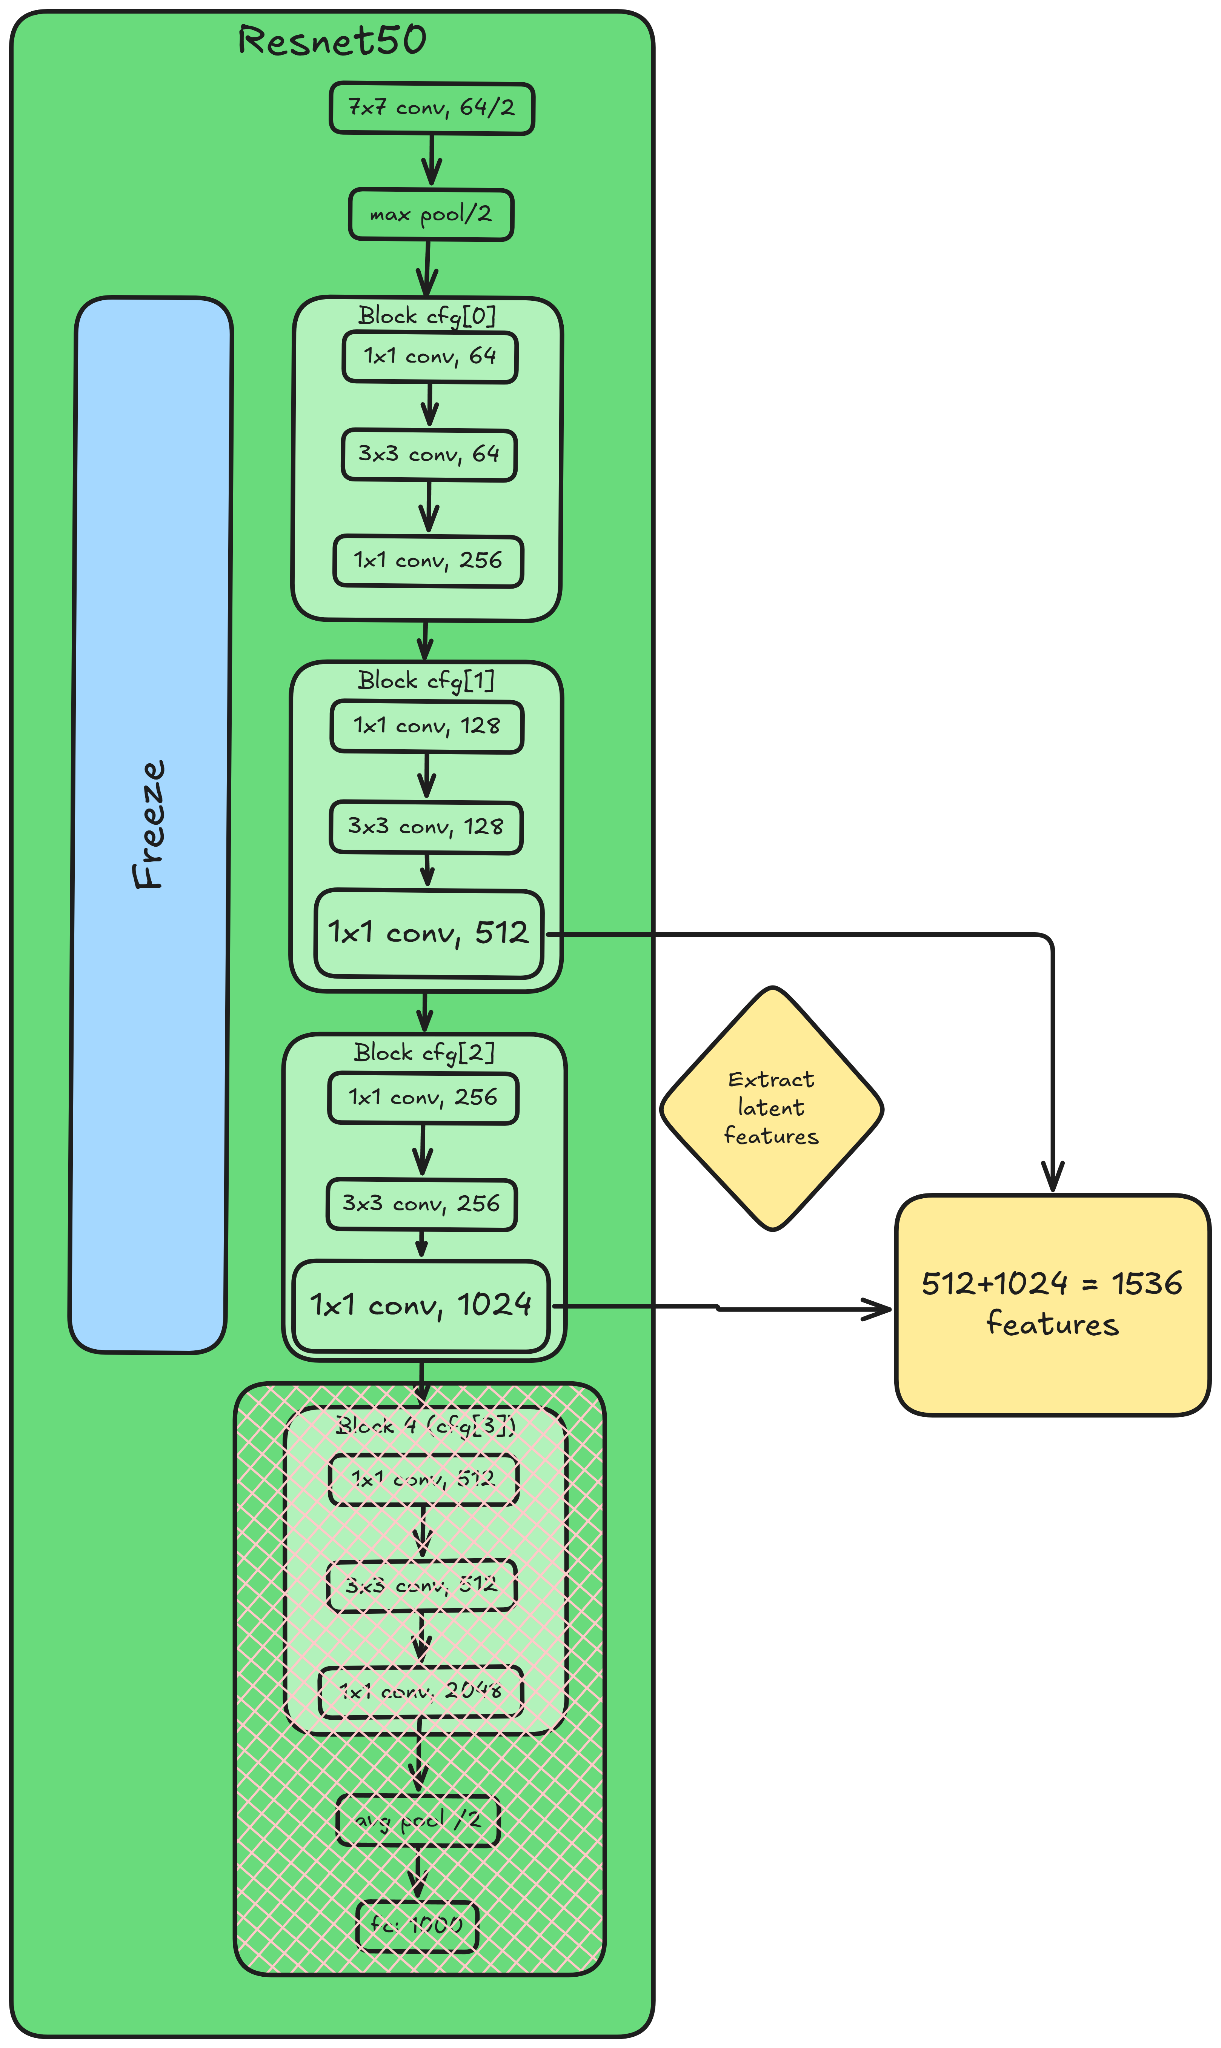 Resnet50
7x7 conv, 64/2
max pool/2
Freeze
Block cfg[0]
1x1 conv, 64
3x3 conv, 64
1x1 conv, 256
Block cfg[1]
1x1 conv, 128
3x3 conv, 128
1x1 conv, 512
Block cfg[2]
1x1 conv, 256
3x3 conv, 256
1x1 conv, 1024
Extract
latent
features
512+1024 = 1536
features
Block 4 (cfg[3])
1x1 conv, 512
3x3 conv, 512
1x1 conv, 2048
avg pool /2
1000